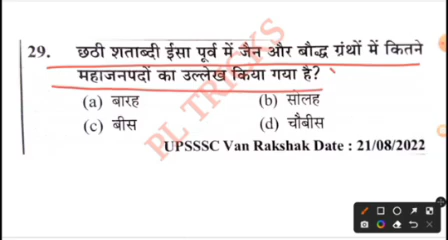 29. छठी शताब्दी ईसा पूर्व में जैन और बौद्ध ग्रंथों में कितने
महाजनपदों का उल्लेख किया गया है?
(a) बारह (b) सोलह
(c) बीस (d) चौबीस
UPSSSC Van Rakshak Date : 21/08/2022
PL TRICKS